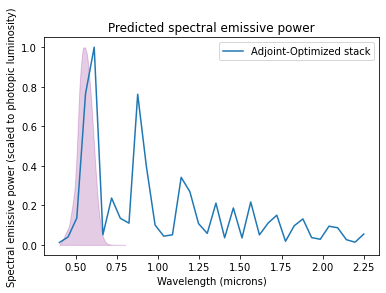 Predicted spectral emissive power
Adjoint-Optimized stack
Spectral emissive power (scaled to photopic luminosity)
1.0
0.8
0.6
0.4
0.2
0.0
0.50 0.75 1.00 1.25 1.50 1.75 2.00 2.25
Wavelength (microns)